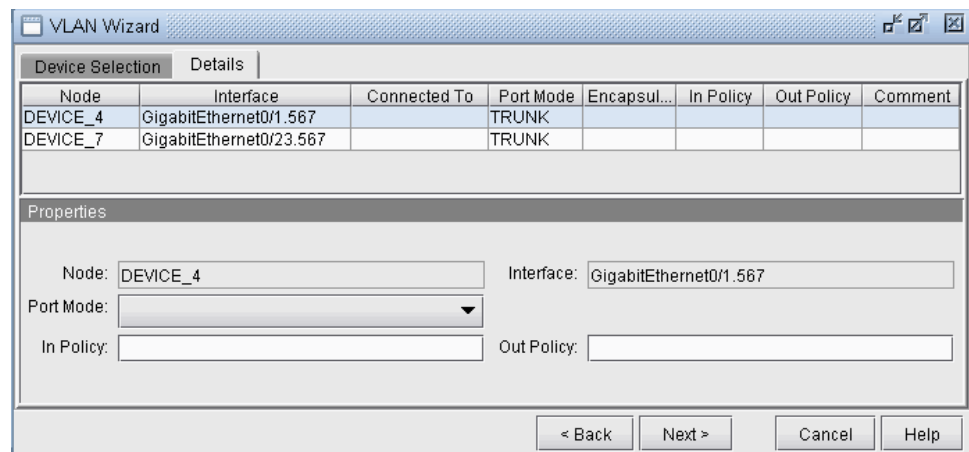 VLAN Wizard
Device Selection Details
Node Interface Connected To Port Mode Encapsul... In Policy Out Policy Comment
DEVICE_4 GigabitEthernet0/1.567 TRUNK
DEVICE_7 GigabitEthernet0/23.567 TRUNK
Properties
Node: DEVICE_4 Interface: GigabitEthernet0/1.567
Port Mode:
In Policy: Out Policy:
< Back Next > Cancel Help